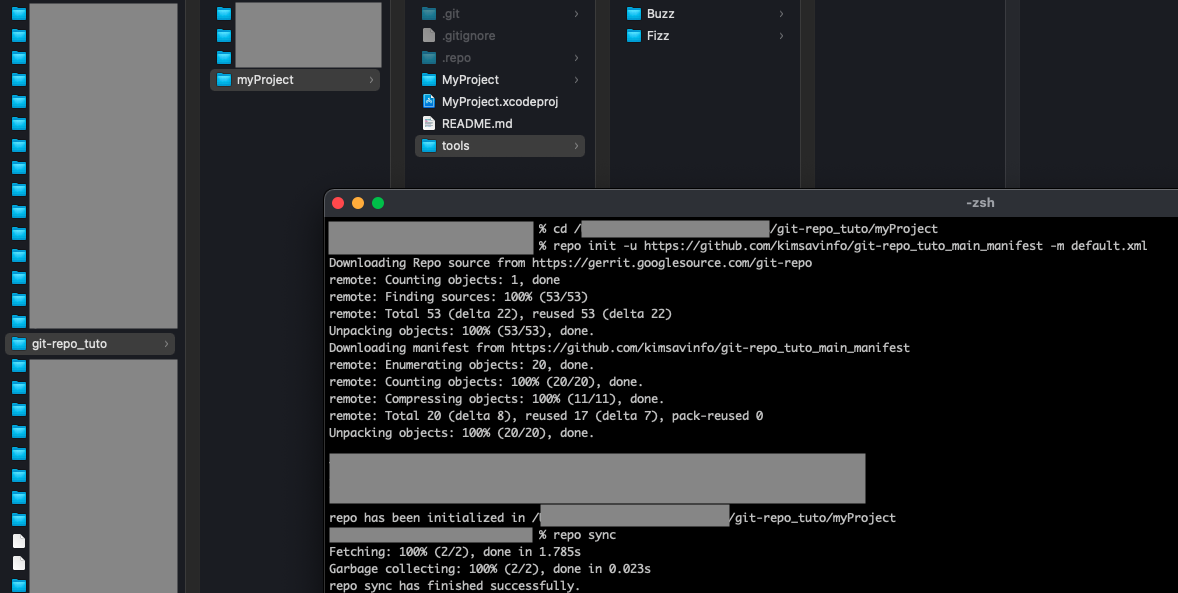 git-repo_tuto
myProject
.git
.gitignore
.repo
MyProject
MyProject.xcodeproj
README.md
tools
Buzz
Fizz
-zsh
% cd / /git-repo_tuto/myProject
% repo init -u https://github.com/kimsavinfo/git-repo_tuto_main_manifest -m default.xml
Downloading Repo source from https://gerrit.googlesource.com/git-repo
remote: Counting objects: 1, done
remote: Finding sources: 100% (53/53)
remote: Total 53 (delta 22), reused 53 (delta 22)
Unpacking objects: 100% (53/53), done.
Downloading manifest from https://github.com/kimsavinfo/git-repo_tuto_main_manifest
remote: Enumerating objects: 20, done.
remote: Counting objects: 100% (20/20), done.
remote: Compressing objects: 100% (11/11), done.
remote: Total 20 (delta 8), reused 17 (delta 7), pack-reused 0
Unpacking objects: 100% (20/20), done.
repo has been initialized in / /git-repo_tuto/myProject
% repo sync
Fetching: 100% (2/2), done in 1.785s
Garbage collecting: 100% (2/2), done in 0.023s
repo sync has finished successfully.